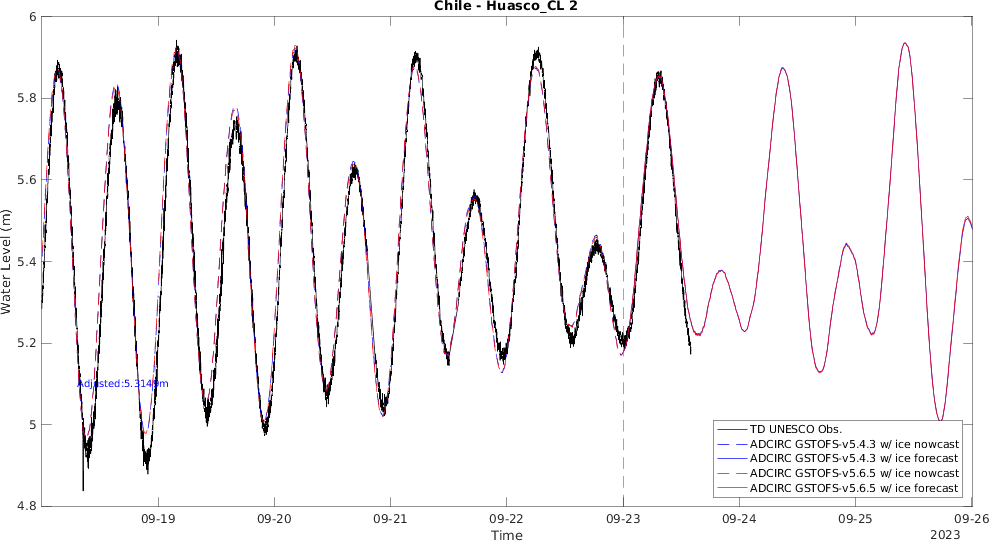 Chile - Huasco_CL 2
6
5.8
5.6
5.4
5.2
5
4.8
Water Level (m)
Adjusted:5.3149m
TD UNESCO Obs.
ADCIRC GSTOFS-v5.4.3 w/ ice nowcast
ADCIRC GSTOFS-v5.4.3 w/ ice forecast
ADCIRC GSTOFS-v5.6.5 w/ ice nowcast
ADCIRC GSTOFS-v5.6.5 w/ ice forecast
09-19
09-20
09-21
09-22
09-23
09-24
09-25
09-26
Time
2023